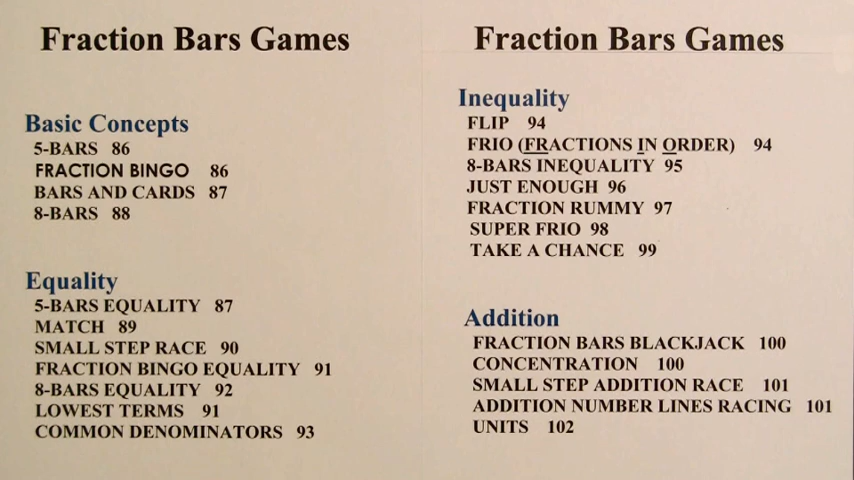 Fraction Bars Games
Basic Concepts
5-BARS 86
FRACTION BINGO 86
BARS AND CARDS 87
8-BARS 88
Equality
5-BARS EQUALITY 87
MATCH 89
SMALL STEP RACE 90
FRACTION BINGO EQUALITY 91
8-BARS EQUALITY 92
LOWEST TERMS 91
COMMON DENOMINATORS 93
Fraction Bars Games
Inequality
FLIP 94
FRIO (FRACTIONS IN ORDER) 94
8-BARS INEQUALITY 95
JUST ENOUGH 96
FRACTION RUMMY 97
SUPER FRIO 98
TAKE A CHANCE 99
Addition
FRACTION BARS BLACKJACK 100
CONCENTRATION 100
SMALL STEP ADDITION RACE 101
ADDITION NUMBER LINES RACING 101
UNITS 102